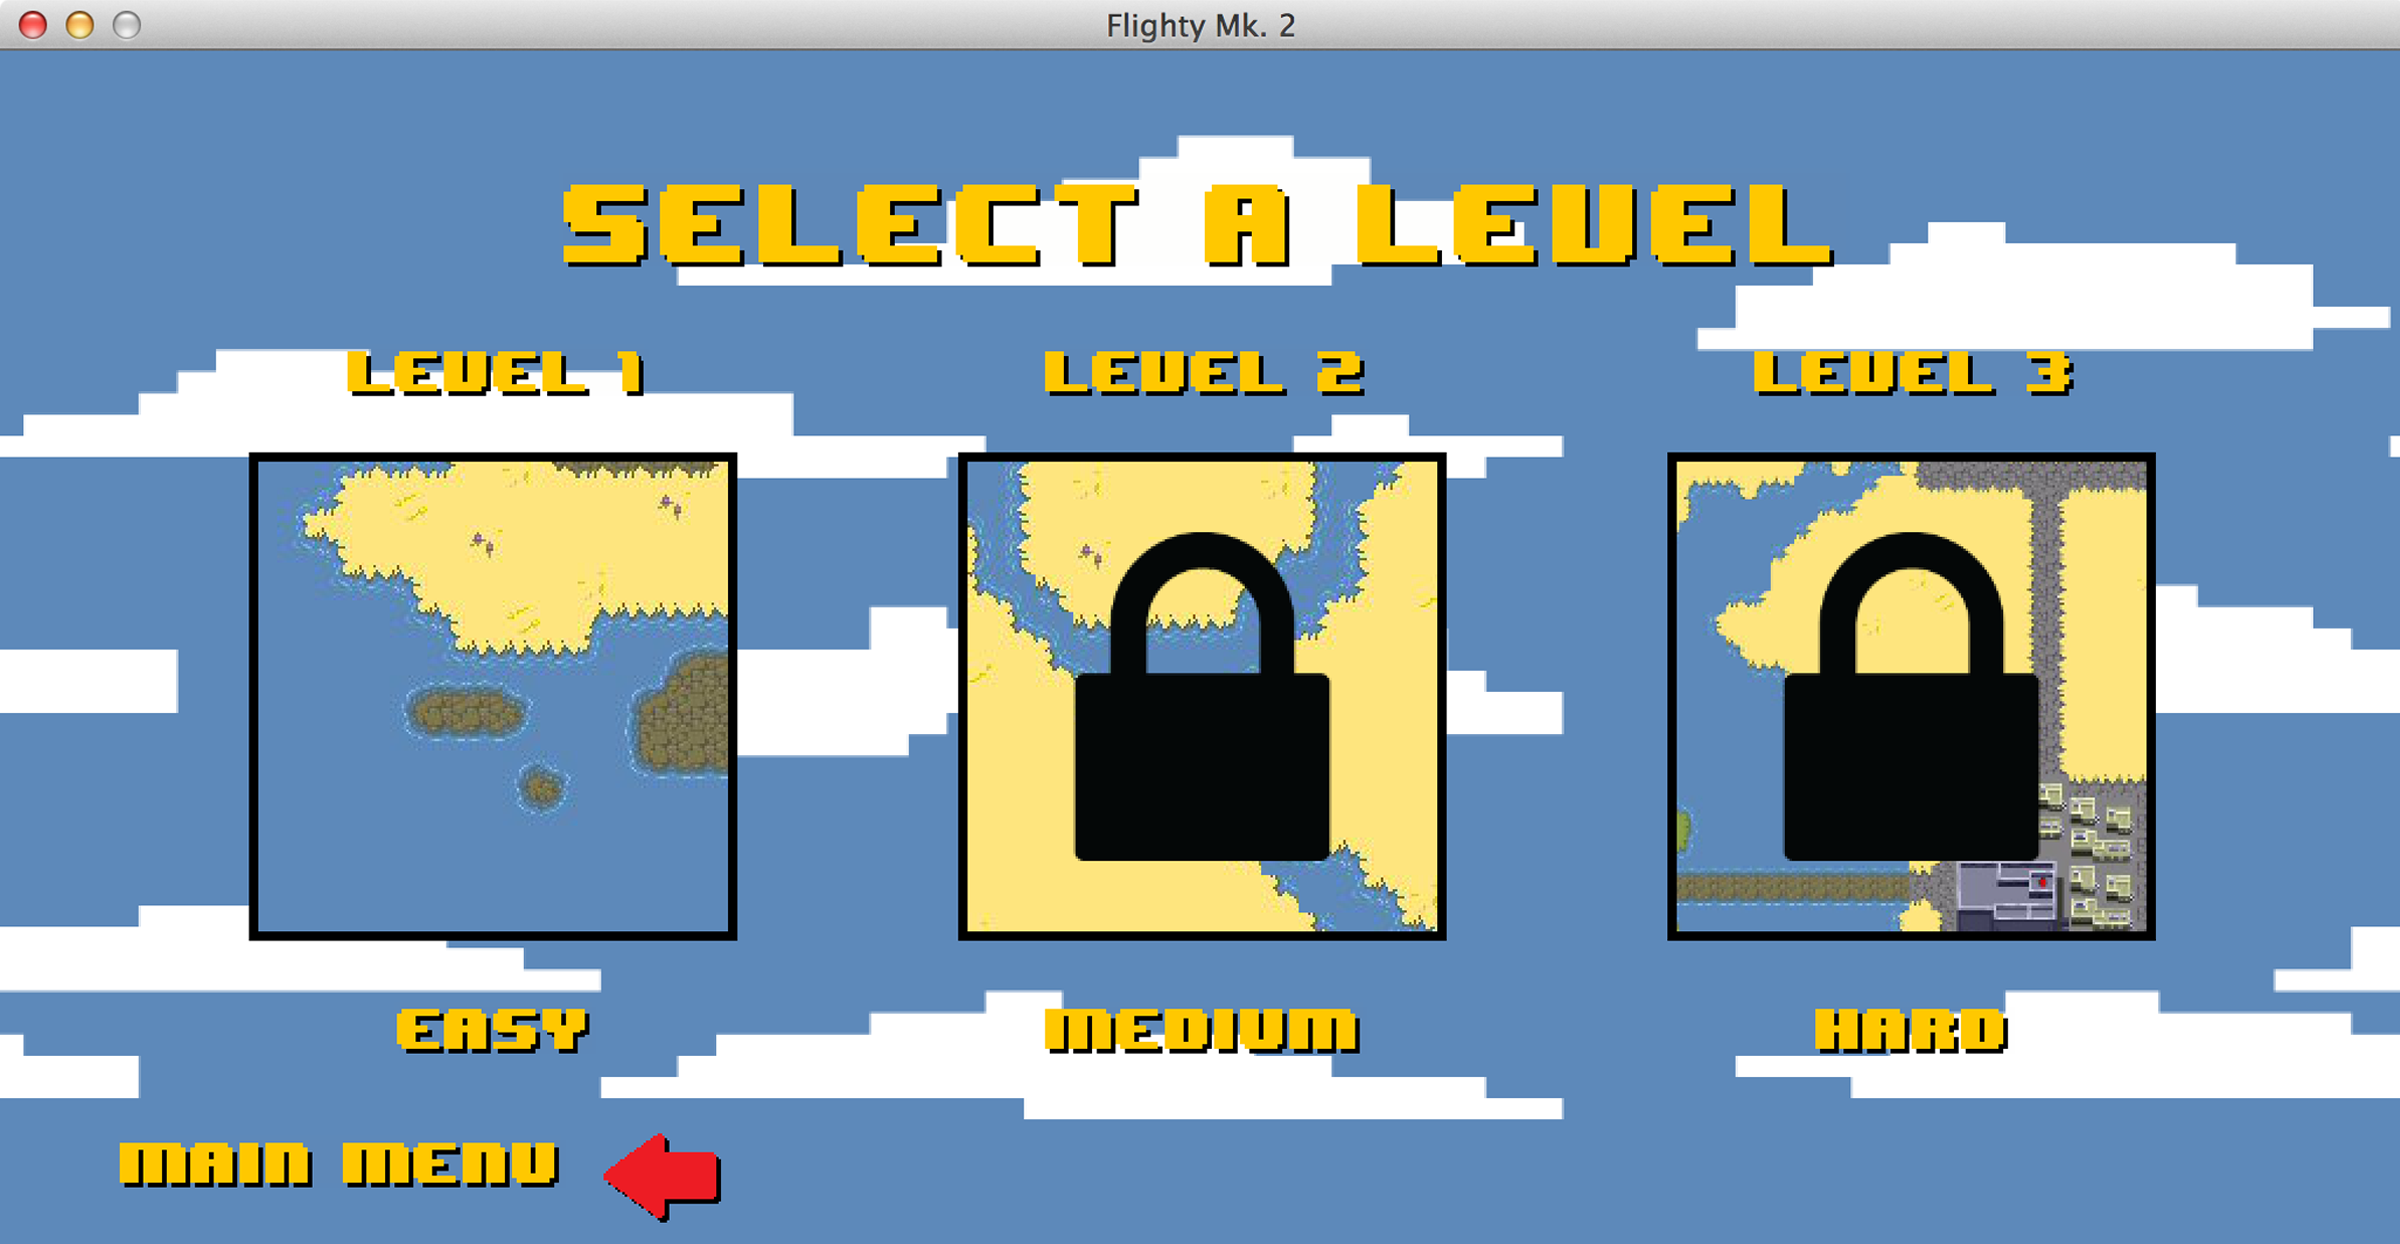 Flighty Mk. 2
SELECT A LEVEL
LEVEL 1
LEVEL 2
LEVEL 3
EASY
MEDIUM
HARD
MAIN MENU